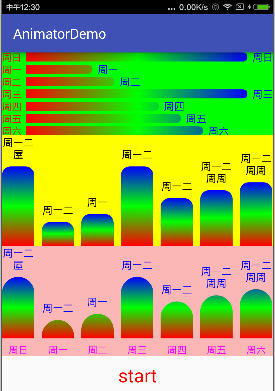 中午12:30 ... 0.00K/s
AnimatorDemo
周日 周日
周一 周一
周二 周二
周三 周三
周四 周四
周五 周五
周六 周六
周一二屋 周一二 周一 周一二 周一二 周一二周周 周一二周周
周一二屋 周一二 周一 周一二 周一二 周一二周周 周一二周周
周日 周一 周二 周三 周四 周五 周六
start